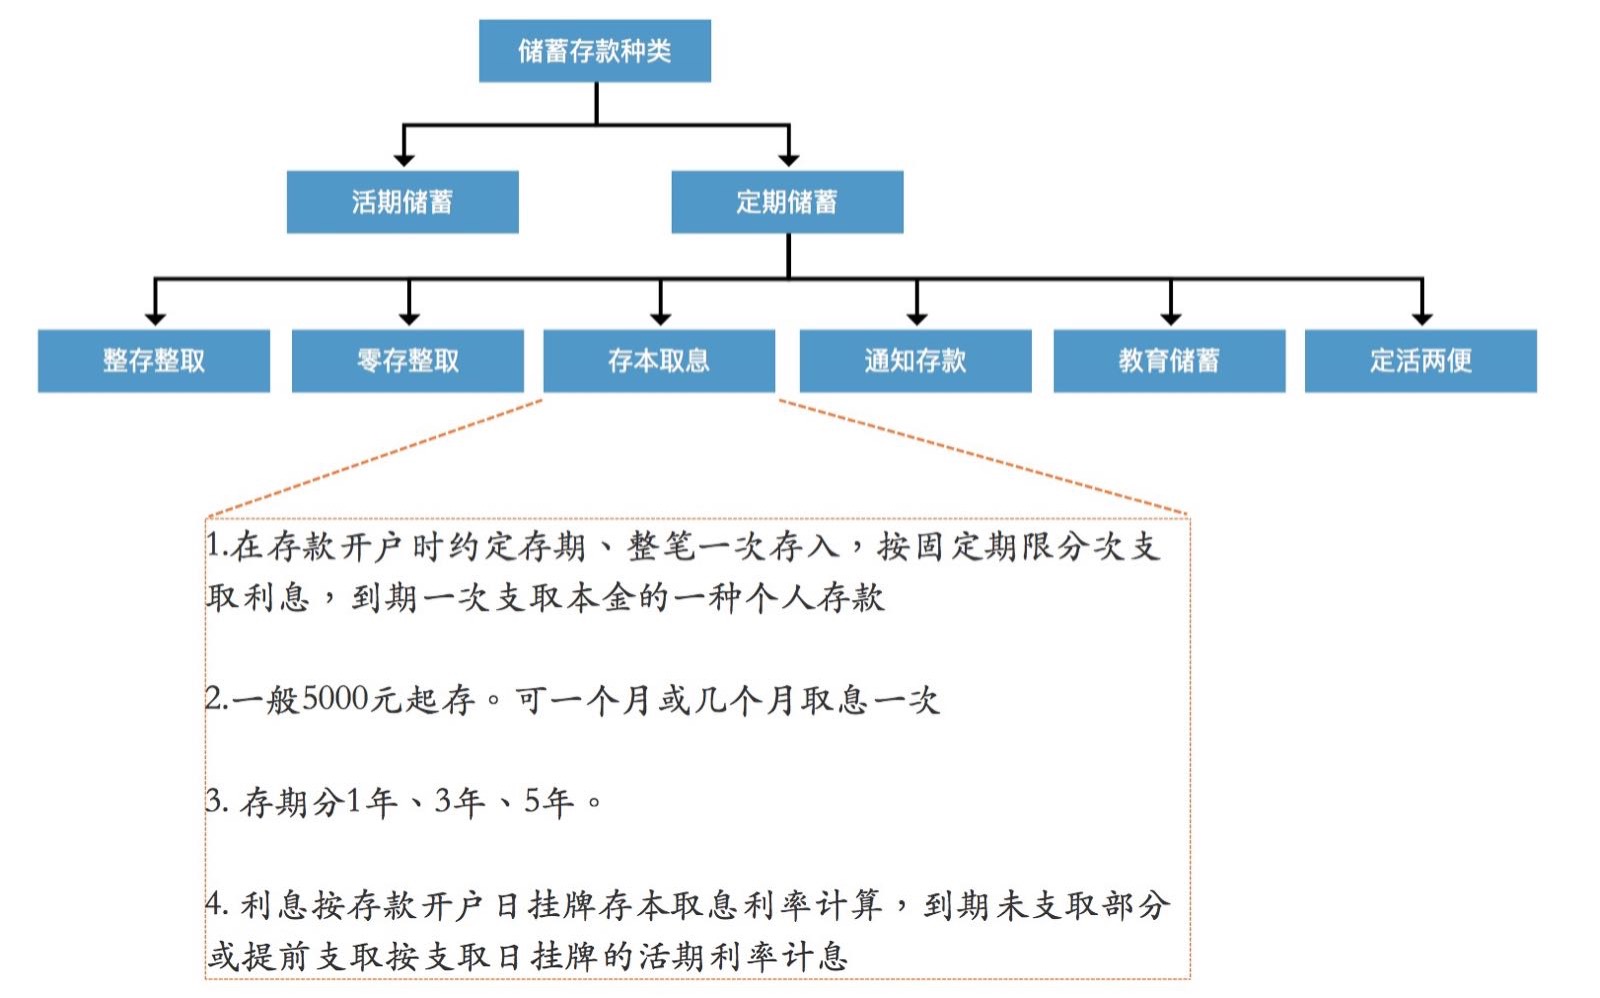 储蓄存款种类
活期储蓄
定期储蓄
整存整取
零存整取
存本取息
通知存款
教育储蓄
定活两便
1.在存款开户时约定存期、整笔一次存入，按固定期限分次支
取利息，到期一次支取本金的一种个人存款
2.一般5000元起存。可一个月或几个月取息一次
3. 存期分1年、3年、5年。
4. 利息按存款开户日挂牌存本取息利率计算，到期未支取部分
或提前支取按支取日挂牌的活期利率计息